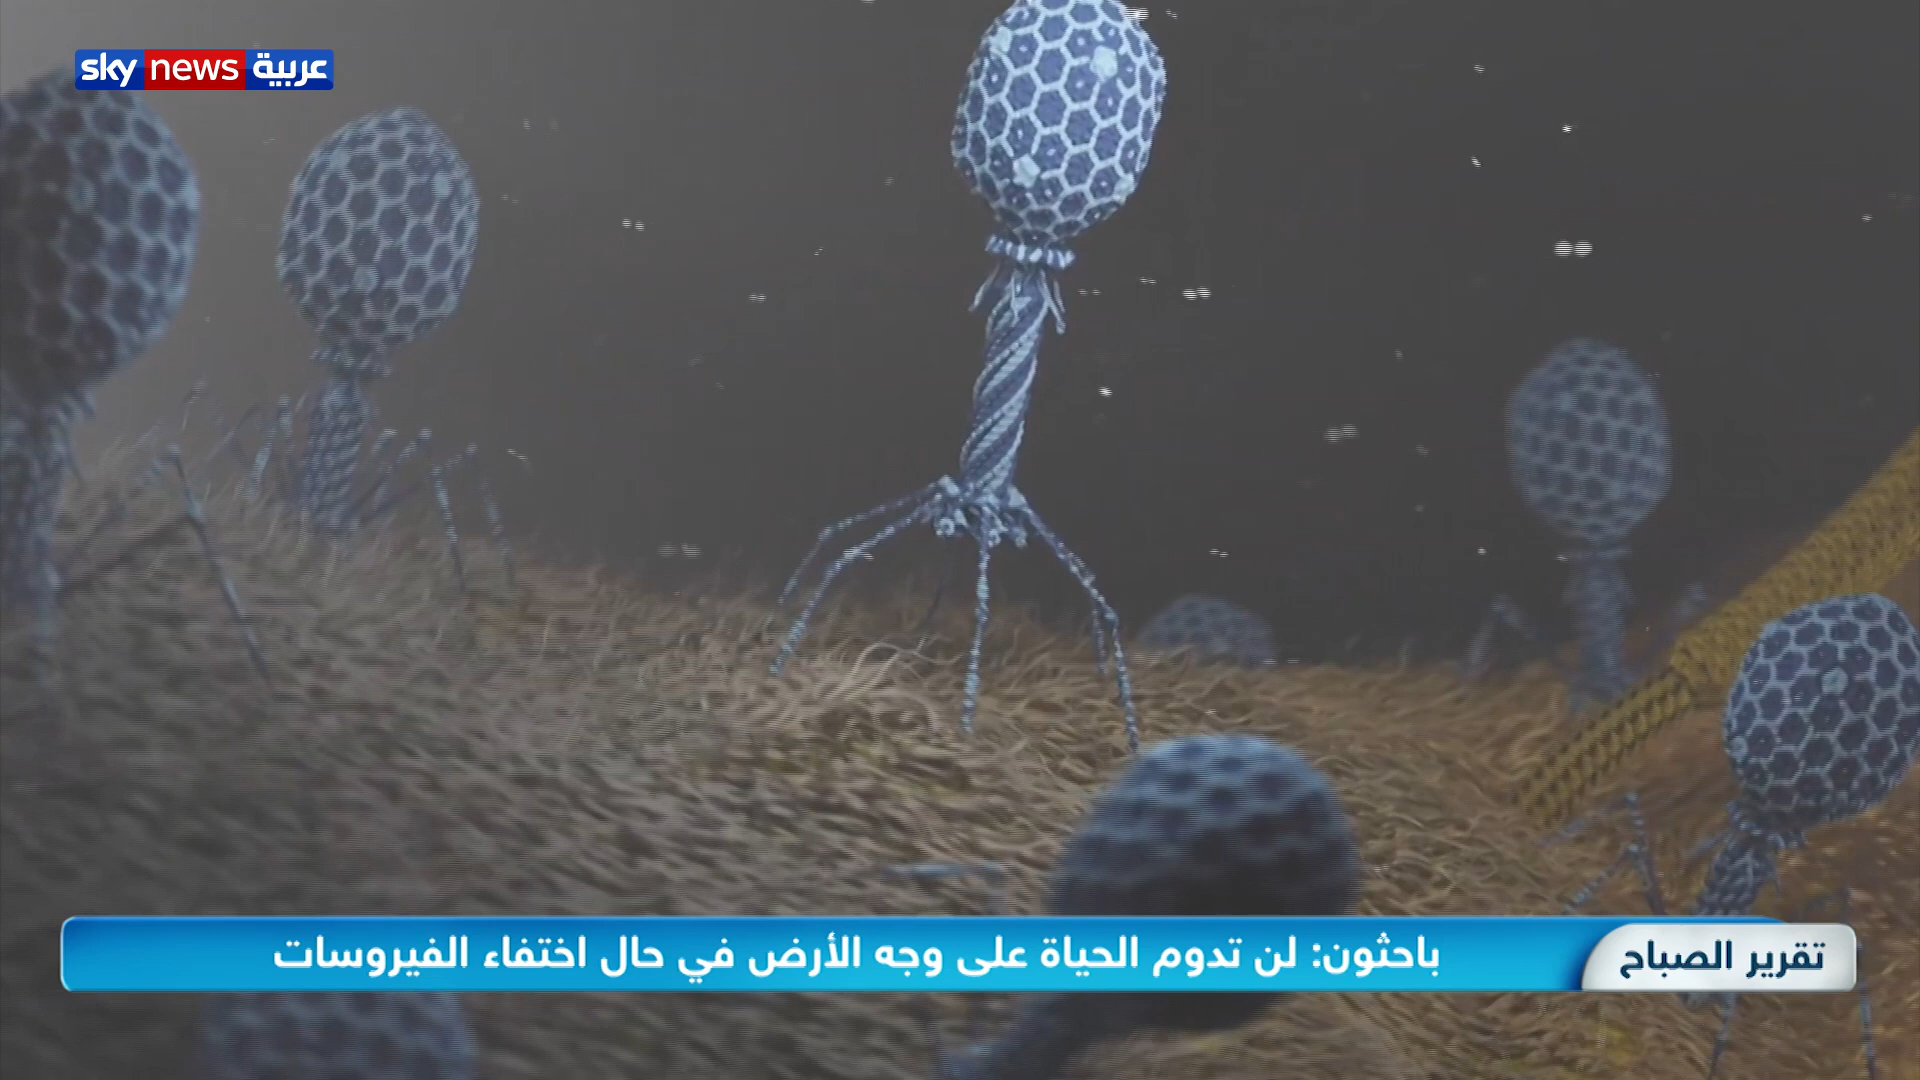 sky news عربية
تقرير الصباح
باحثون: لن تدوم الحياة على وجه الأرض في حال اختفاء الفيروسات